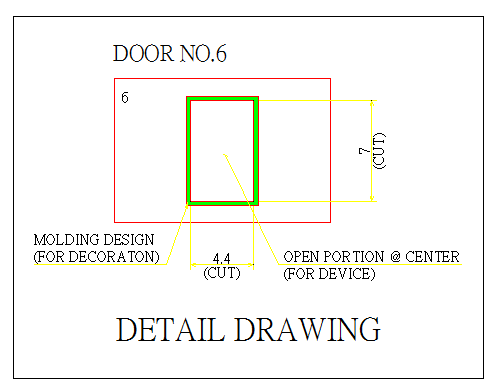 DOOR NO.6
6
7
(CUT)
MOLDING DESIGN
(FOR DECORATON)
4.4
(CUT)
OPEN PORTION @ CENTER
(FOR DEVICE)
DETAIL DRAWING